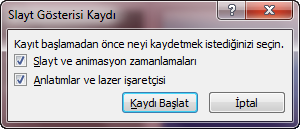 Slayt Gösterisi Kaydı
Kayıt başlamadan önce neyi kaydetmek istediğinizi seçin.
Slayt ve animasyon zamanlamaları
Anlatımlar ve lazer işaretçisi
Kaydı Başlat
İptal